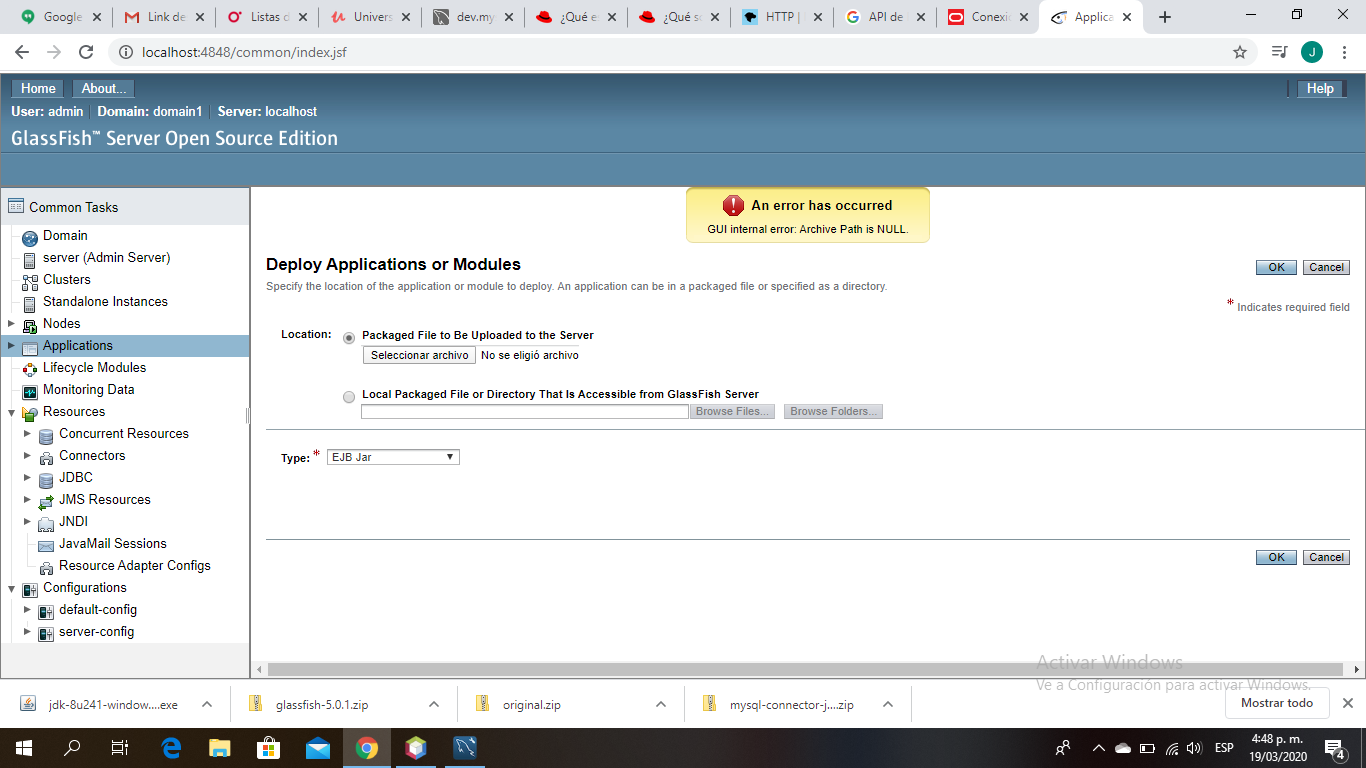 Google
Link de
Listas d
Univers
dev.my
¿Qué e
¿Qué s
HTTP |
API de
Conexi
Applica
localhost:4848/common/index.jsf
J
Home
About...
Help
User: admin
Domain: domain1
Server: localhost
GlassFish™ Server Open Source Edition
Common Tasks
Domain
server (Admin Server)
Clusters
Standalone Instances
Nodes
Applications
Lifecycle Modules
Monitoring Data
Resources
Concurrent Resources
Connectors
JDBC
JMS Resources
JNDI
JavaMail Sessions
Resource Adapter Configs
Configurations
default-config
server-config
An error has occurred
GUI internal error: Archive Path is NULL.
Deploy Applications or Modules
OK
Cancel
Specify the location of the application or module to deploy. An application can be in a packaged file or specified as a directory.
* Indicates required field
Location:
Packaged File to Be Uploaded to the Server
Seleccionar archivo No se eligió archivo
Local Packaged File or Directory That Is Accessible from GlassFish Server
Browse Files...
Browse Folders...
Type: *
EJB Jar
OK
Cancel
Activar Windows
Ve a Configuración para activar Windows.
jdk-8u241-window....exe
glassfish-5.0.1.zip
original.zip
mysql-connector-j....zip
Mostrar todo
ESP
4:48 p. m.
19/03/2020
4